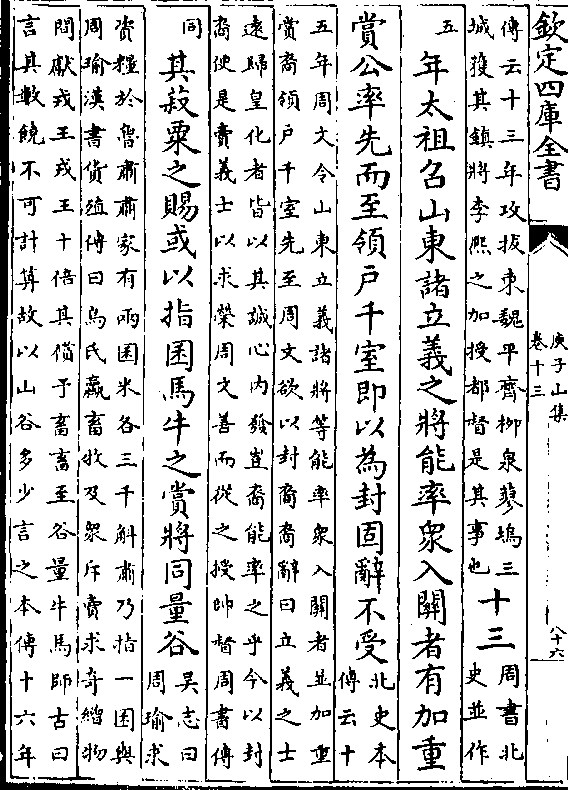 欽定四庫全書
庚子山集
卷十三
八十六
傳云十三年攻拔東魏平齊柳泉蓼塢三
城獲其鎮將李熙之加授都督是其事也
十三
周書北
史並作
五
年太祖召山東諸立義之將能率衆入關者有加重
賞公率先而至領戶千室即以為封固辭不受
北史本
傳云十
五年周文令山東立義諸將等能率衆入關者並加重
賞裔領戶千室先至周文欲以封裔裔辭曰立義之士
遠歸皇化者皆以其誠心内發豈裔能率之乎今以封
裔便是賣義士以求榮周文善而從之授帥督周書傳
同
其菽粟之賜或以指囷馬牛之賞將同量谷
吳志曰
周瑜求
資糧於魯肅肅家有兩囷米各三千斛肅乃指一囷與
周瑜漢書貨殖傳曰烏氏臝畜牧及衆斥賣求奇繒物
間獻戎王戎王十倍其償予畜畜至谷量牛馬師古曰
言其數饒不可計筭故以山谷多少言之本傳十六年